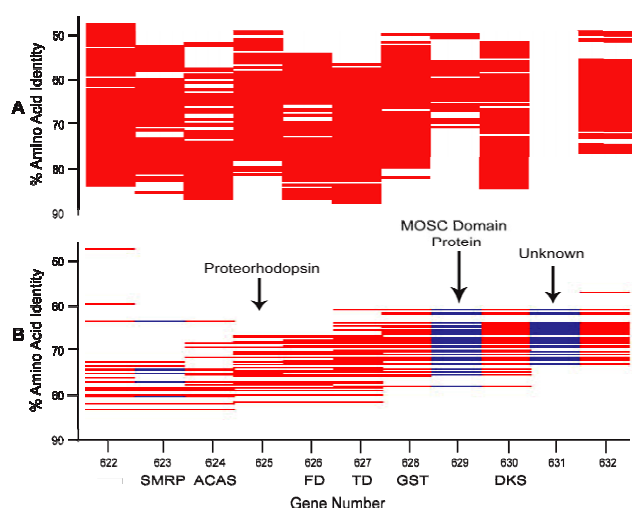 A
% Amino Acid Identity
50
60
70
80
90
MOSC Domain
Protein
Unknown
Proteorhodopsin
B
% Amino Acid Identity
60
70
80
90
622 623 624 625 626 627 628 629 630 631 632
SMRP ACAS FD TD GST DKS
Gene Number